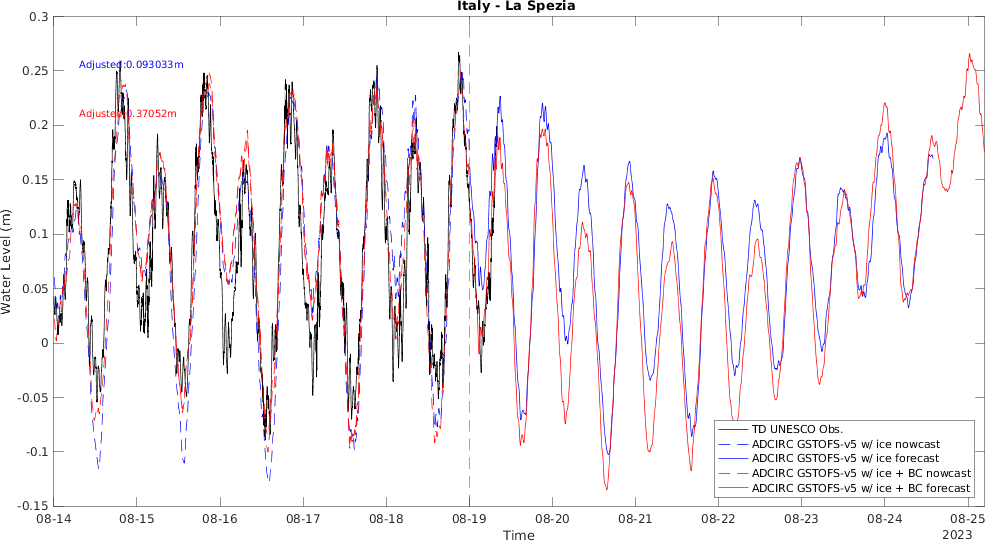 Italy - La Spezia
Adjusted:0.093033m
Adjusted:0.37052m
Water Level (m)
0.3
0.25
0.2
0.15
0.1
0.05
0
-0.05
-0.1
-0.15
TD UNESCO Obs.
ADCIRC GSTOFS-v5 w/ ice nowcast
ADCIRC GSTOFS-v5 w/ ice forecast
ADCIRC GSTOFS-v5 w/ ice + BC nowcast
ADCIRC GSTOFS-v5 w/ ice + BC forecast
08-14 08-15 08-16 08-17 08-18 08-19 08-20 08-21 08-22 08-23 08-24 08-25
Time
2023